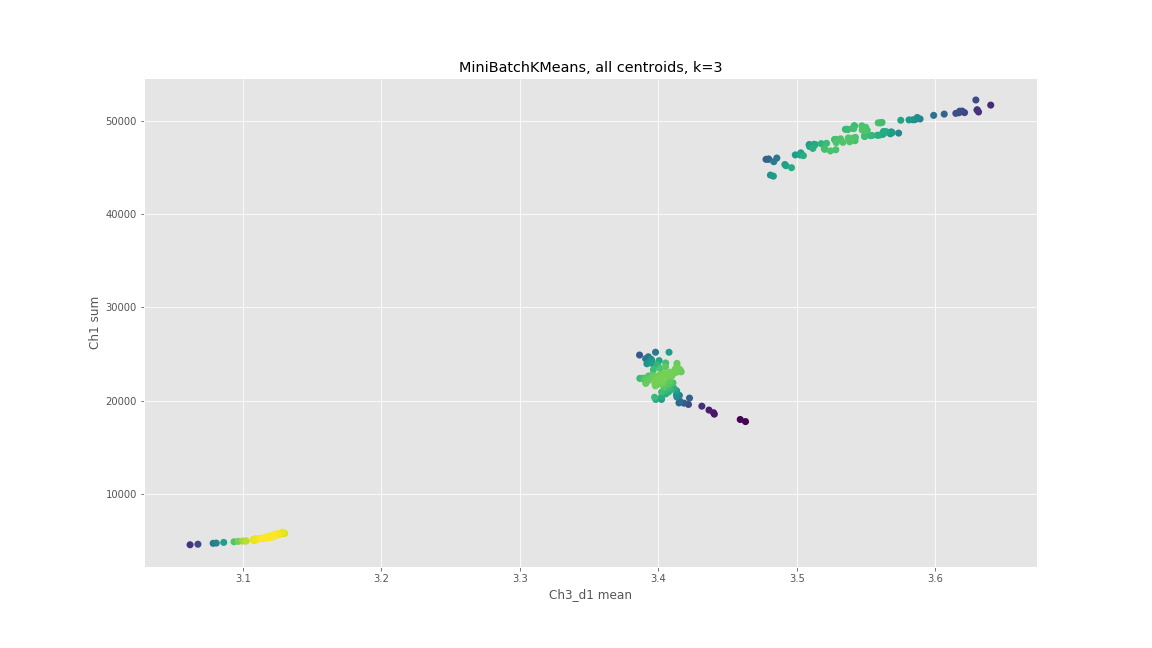 MiniBatchKMeans, all centroids, k=3
50000
40000
30000
20000
10000
Ch1 sum
3.1 3.2 3.3 3.4 3.5 3.6
Ch3_d1 mean